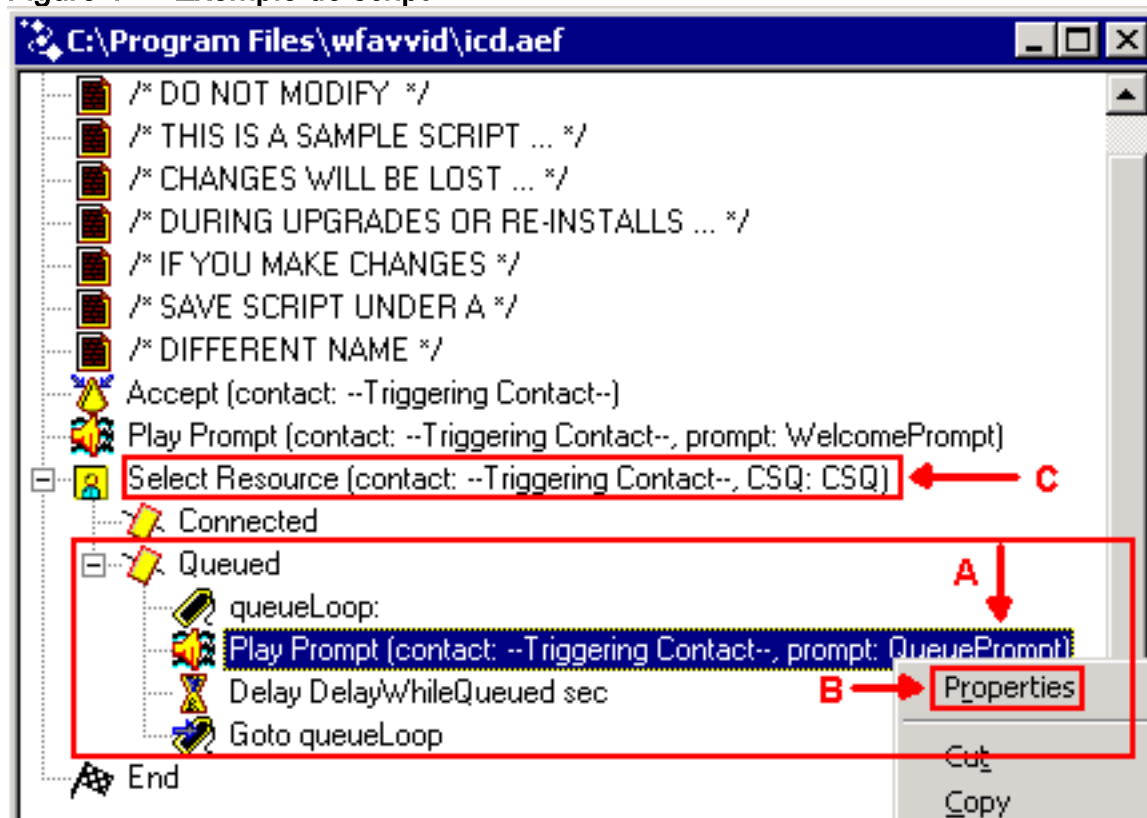 C:\Program Files\wfavvid\icd.aef
/* DO NOT MODIFY */
/* THIS IS A SAMPLE SCRIPT ... */
/* CHANGES WILL BE LOST ... */
/* DURING UPGRADES OR RE-INSTALLS ... */
/* IF YOU MAKE CHANGES */
/* SAVE SCRIPT UNDER A */
/* DIFFERENT NAME */
Accept (contact: --Triggering Contact--)
Play Prompt (contact: --Triggering Contact--, prompt: WelcomePrompt)
Select Resource (contact: --Triggering Contact--, CSQ: CSQ) C
Connected
Queued
A
queueLoop:
Play Prompt (contact: --Triggering Contact--, prompt: QueuePrompt)
Delay DelayWhileQueued sec B Properties
Goto queueLoop
Cut
End
Copy